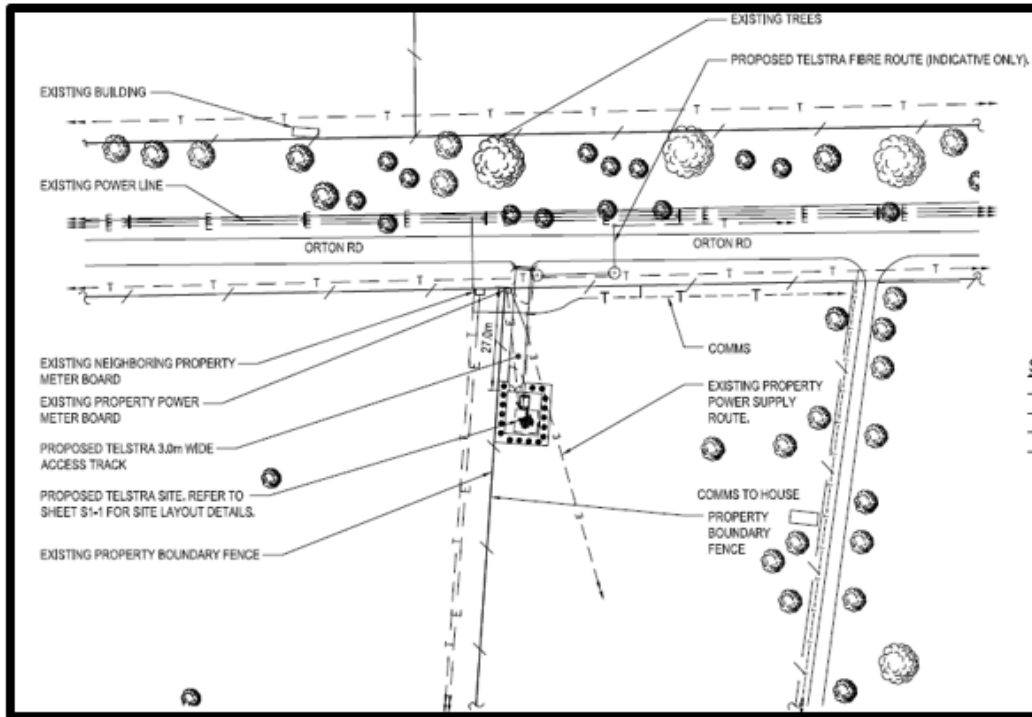 EXISTING TREES
PROPOSED TELSTRA FIBRE ROUTE (INDICATIVE ONLY).
EXISTING BUILDING
EXISTING POWER LINE
ORTON RD
ORTON RD
27.0m
EXISTING NEIGHBORING PROPERTY
METER BOARD
EXISTING PROPERTY POWER
METER BOARD
PROPOSED TELSTRA 3.0m WIDE
ACCESS TRACK
PROPOSED TELSTRA SITE. REFER TO
SHEET S1-1 FOR SITE LAYOUT DETAILS.
EXISTING PROPERTY BOUNDARY FENCE
COMMS
EXISTING PROPERTY
POWER SUPPLY
ROUTE.
COMMS TO HOUSE
PROPERTY
BOUNDARY
FENCE